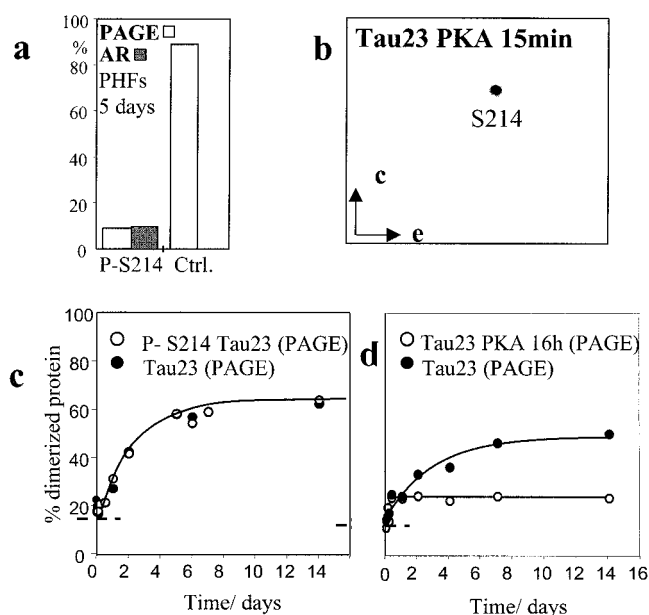 a
%
100
80
60
40
20
0
PAGE
AR
PHFs
5 days
P-S214 Ctrl.
b
Tau23 PKA 15min
S214
c
e
c
% dimerized protein
100
80
60
40
20
0
P- S214 Tau23 (PAGE)
Tau23 (PAGE)
0 2 4 6 8 10 12 14
Time/ days
d
Tau23 PKA 16h (PAGE)
Tau23 (PAGE)
0 2 4 6 8 10 12 14 16
Time/ days